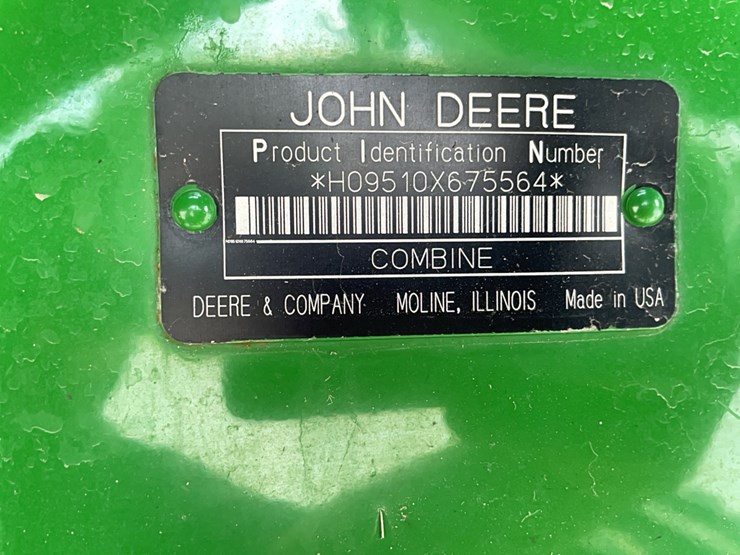 JOHN DEERE
Product Identification Number
*H09510X675564*
COMBINE
DEERE & COMPANY MOLINE, ILLINOIS Made in USA